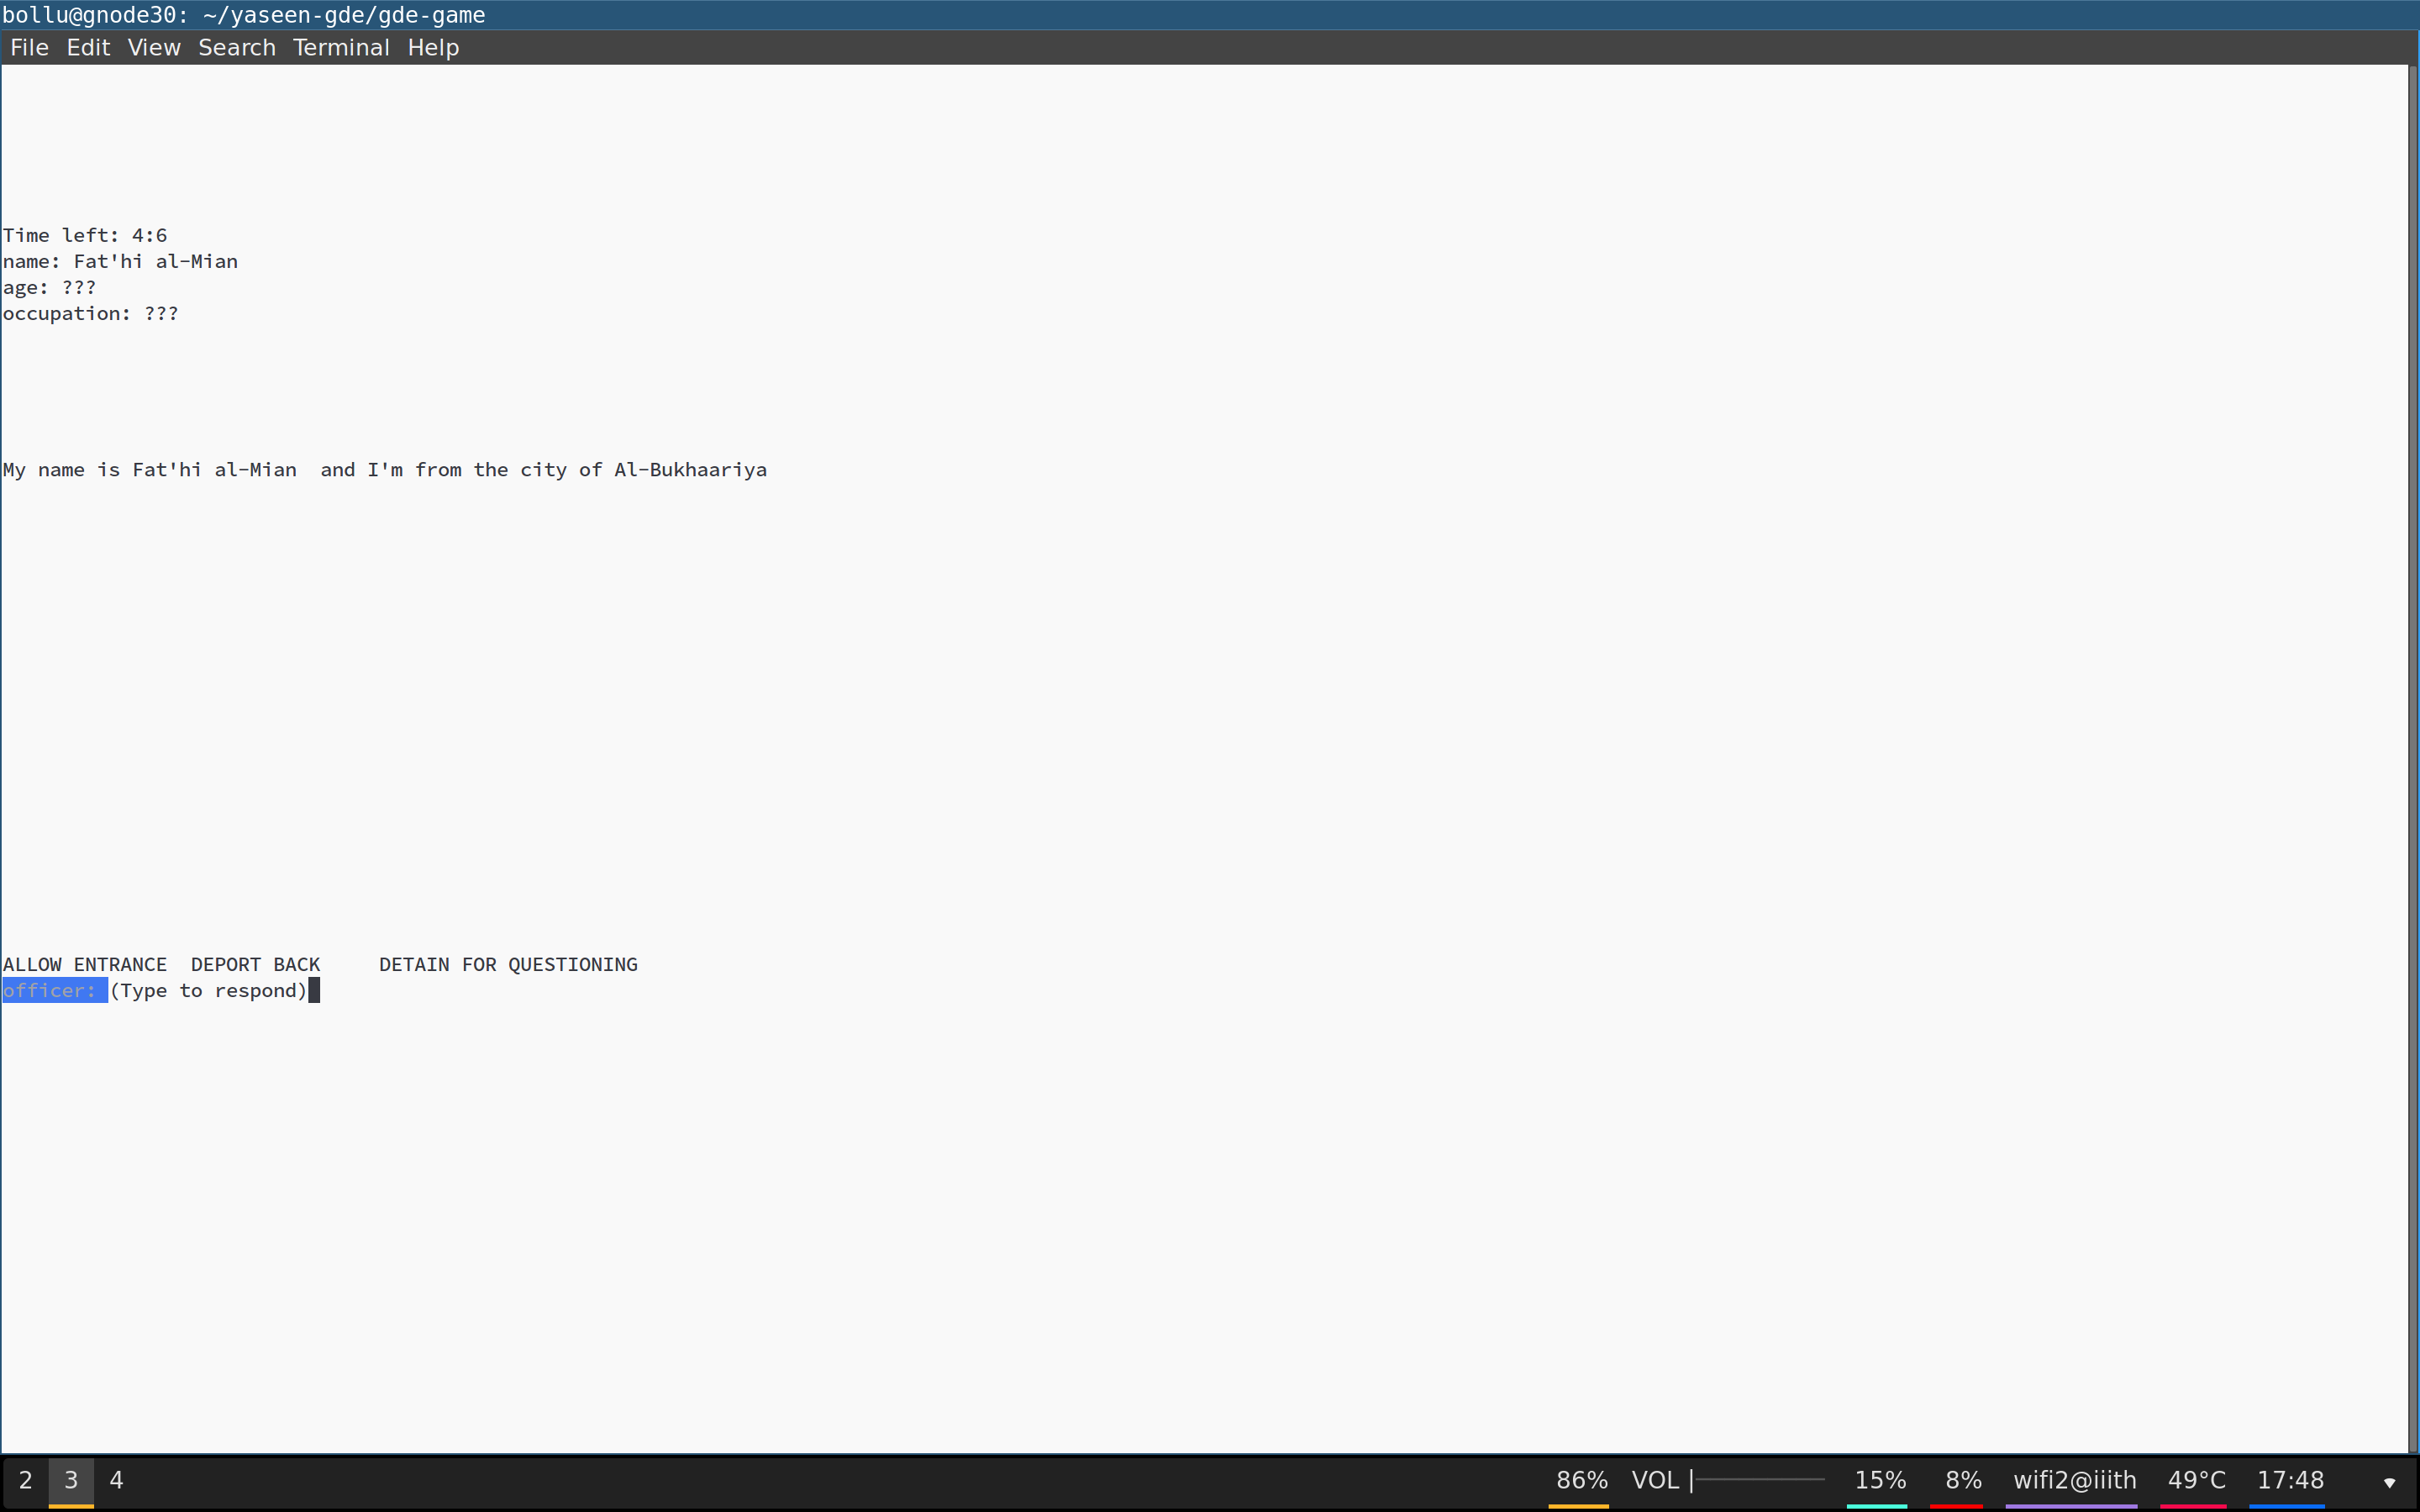 bollu@gnode30: ~/yaseen-gde/gde-game
File Edit View Search Terminal Help
Time left: 4:6
name: Fat'hi al-Mian
age: ???
occupation: ???
My name is Fat'hi al-Mian  and I'm from the city of Al-Bukhaariya
ALLOW ENTRANCE  DEPORT BACK     DETAIN FOR QUESTIONING
officer: (Type to respond)
2 3 4 86% VOL 15% 8% wifi2@iiith 49°C 17:48